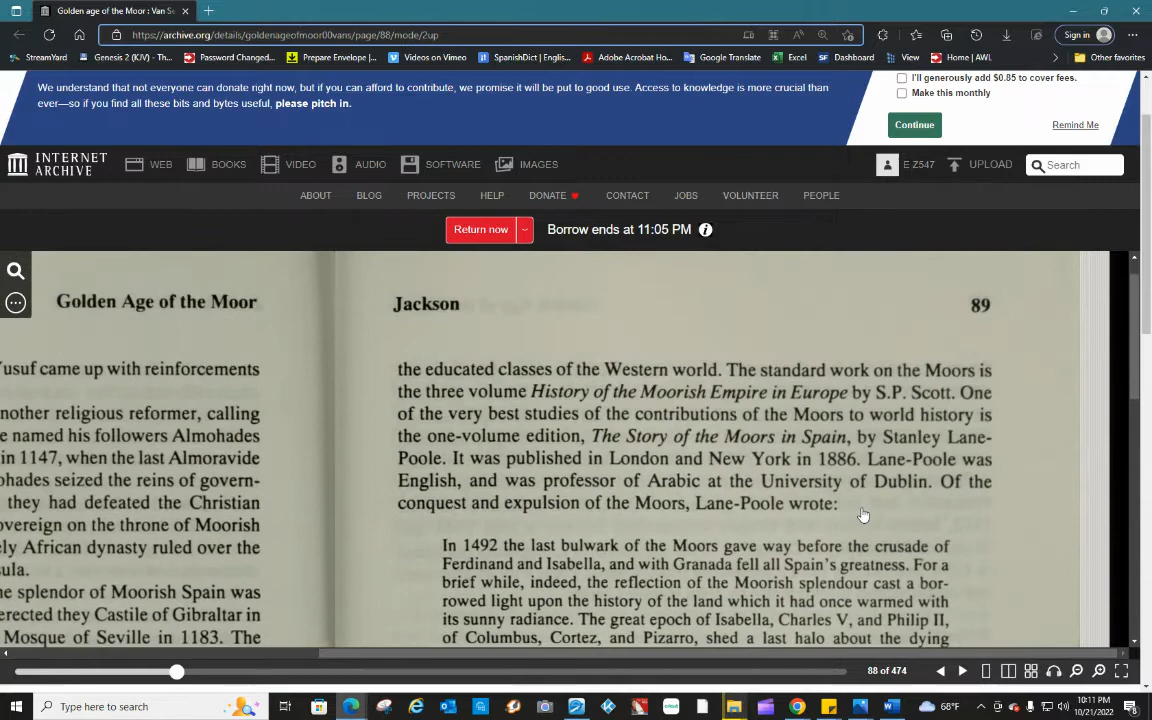 Golden age of the Moor : Van Se
https://archive.org/details/goldenageofmoor00vans/page/88/mode/2up
Sign in
StreamYard
Genesis 2 (KJV) - Th...
Password Changed...
Prepare Envelope |...
Videos on Vimeo
SpanishDict | Englis...
Adobe Acrobat Ho...
Google Translate
Excel
Dashboard
View
Home | AWL
Other favorites
We understand that not everyone can donate right now, but if you can afford to contribute, we promise it will be put to good use. Access to knowledge is more crucial than
ever—so if you find all these bits and bytes useful, please pitch in.
I'll generously add $0.85 to cover fees.
Make this monthly
Continue
Remind Me
INTERNET
ARCHIVE
WEB
BOOKS
VIDEO
AUDIO
SOFTWARE
IMAGES
E Z547
UPLOAD
Search
ABOUT
BLOG
PROJECTS
HELP
DONATE
CONTACT
JOBS
VOLUNTEER
PEOPLE
Return now
Borrow ends at 11:05 PM
Golden Age of the Moor
Yusuf came up with reinforcements
nother religious reformer, calling
e named his followers Almohades
in 1147, when the last Almoravide
ohades seized the reins of govern-
they had defeated the Christian
overeign on the throne of Moorish
ely African dynasty ruled over the
sula.
he splendor of Moorish Spain was
erected they Castile of Gibraltar in
Mosque of Seville in 1183. The
Jackson
89
the educated classes of the Western world. The standard work on the Moors is
the three volume History of the Moorish Empire in Europe by S.P. Scott. One
of the very best studies of the contributions of the Moors to world history is
the one-volume edition, The Story of the Moors in Spain, by Stanley Lane-
Poole. It was published in London and New York in 1886. Lane-Poole was
English, and was professor of Arabic at the University of Dublin. Of the
conquest and expulsion of the Moors, Lane-Poole wrote:
In 1492 the last bulwark of the Moors gave way before the crusade of
Ferdinand and Isabella, and with Granada fell all Spain's greatness. For a
brief while, indeed, the reflection of the Moorish splendour cast a bor-
rowed light upon the history of the land which it had once warmed with
its sunny radiance. The great epoch of Isabella, Charles V, and Philip II,
of Columbus, Cortez, and Pizarro, shed a last halo about the dying
88 of 474
Type here to search
68°F
10:11 PM
10/21/2022